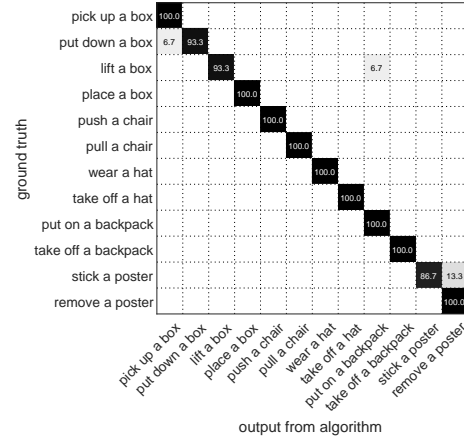 pick up a box 100.0
put down a box 6.7 93.3
lift a box 93.3 6.7
place a box 100.0
push a chair 100.0
pull a chair 100.0
wear a hat 100.0
take off a hat 100.0
put on a backpack 100.0
take off a backpack 100.0
stick a poster 86.7 13.3
remove a poster 100.0
ground truth
pick up a box
put down a box
lift a box
place a box
push a chair
pull a chair
wear a hat
take off a hat
put on a backpack
take off a backpack
stick a poster
remove a poster
output from algorithm